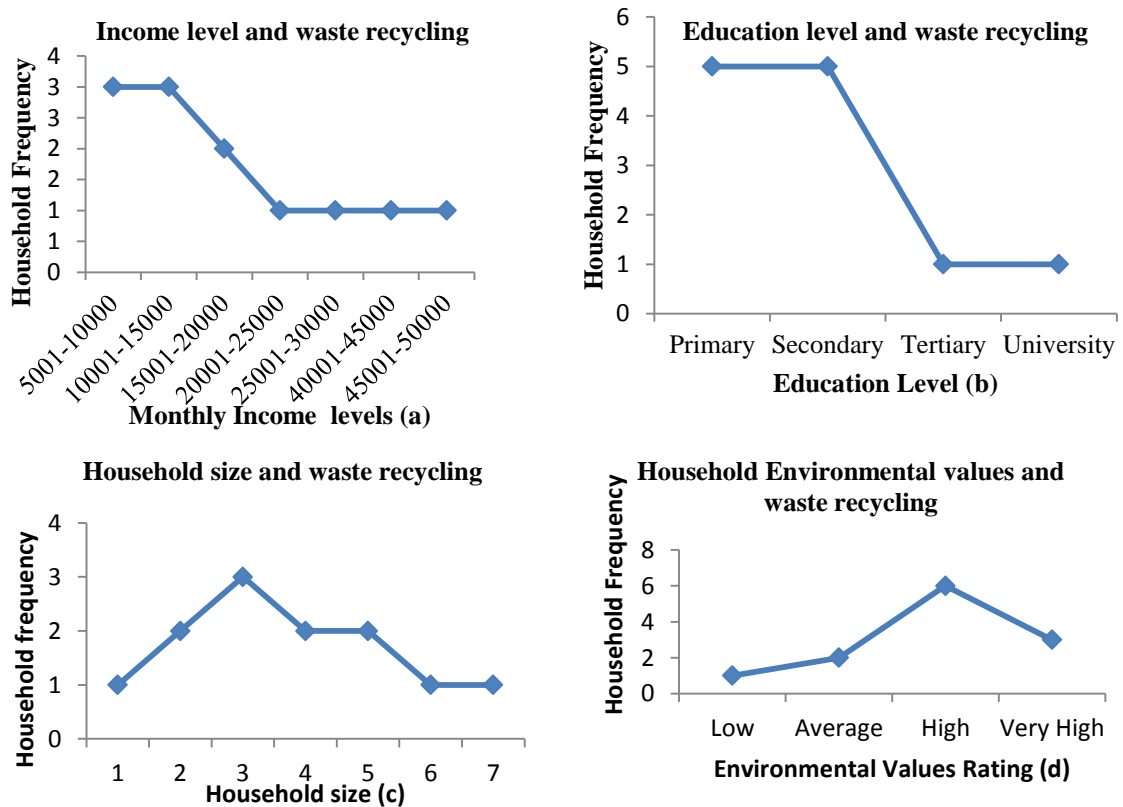 Income level and waste recycling
Household Frequency
4
3
3
2
2
1
1
0
5001-10000
10001-15000
15001-20000
20001-25000
25001-30000
40001-45000
45001-50000
Monthly Income levels (a)
Education level and waste recycling
Household Frequency
6
5
4
3
2
1
0
Primary Secondary Tertiary University
Education Level (b)
Household size and waste recycling
Household frequency
4
3
2
1
0
1 2 3 4 5 6 7
Household size (c)
Household Environmental values and
waste recycling
Household Frequency
8
6
4
2
0
Low Average High Very High
Environmental Values Rating (d)